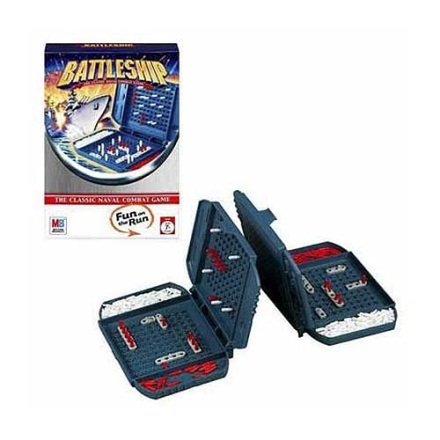 BATTLESHIP
THE CLASSIC NAVAL COMBAT GAME
MB
Fun on
the Run